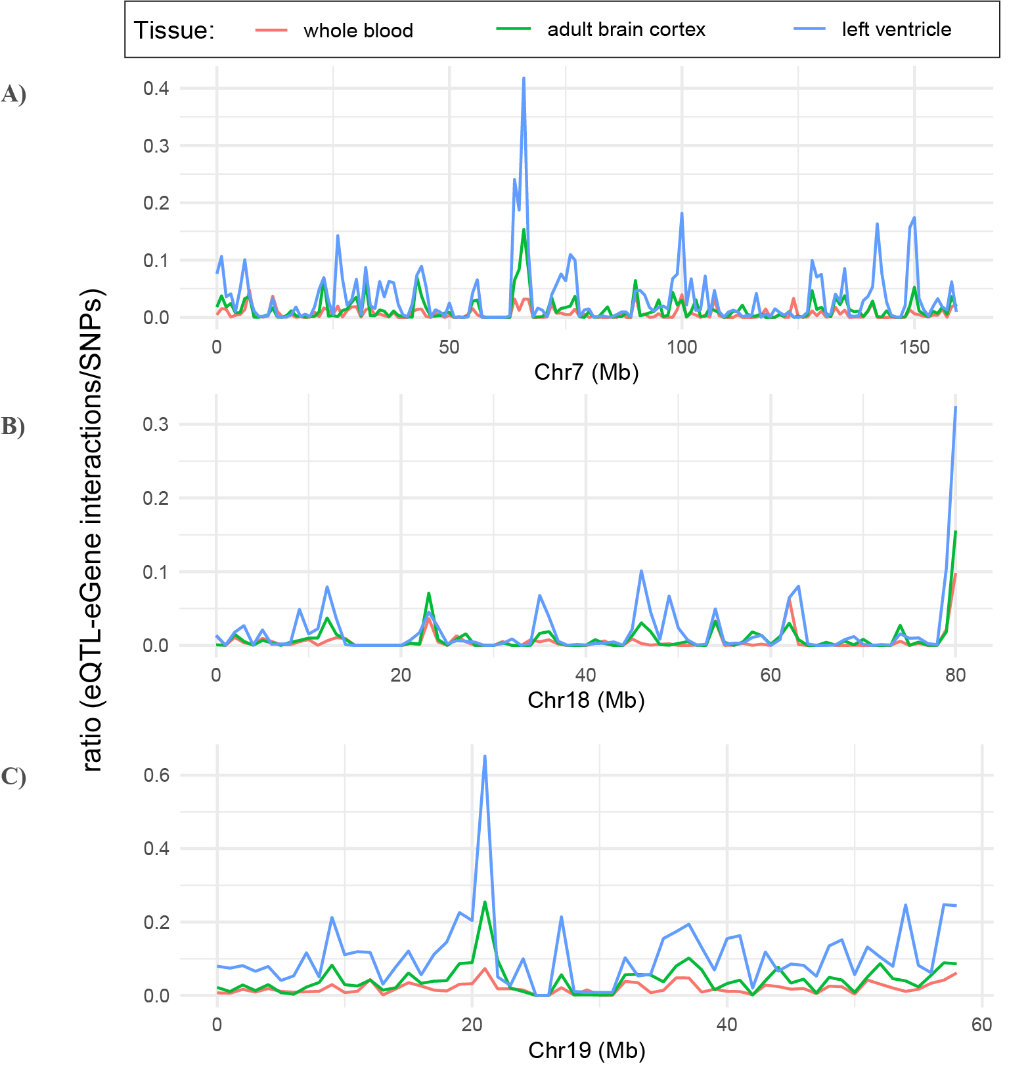 Tissue: whole blood adult brain cortex left ventricle
A)
0.4
0.3
0.2
0.1
0.0
0 50 100 150
Chr7 (Mb)
B)
0.3
0.2
0.1
0.0
0 20 40 60 80
Chr18 (Mb)
ratio (eQTL-eGene interactions/SNPs)
C)
0.6
0.4
0.2
0.0
0 20 40 60
Chr19 (Mb)